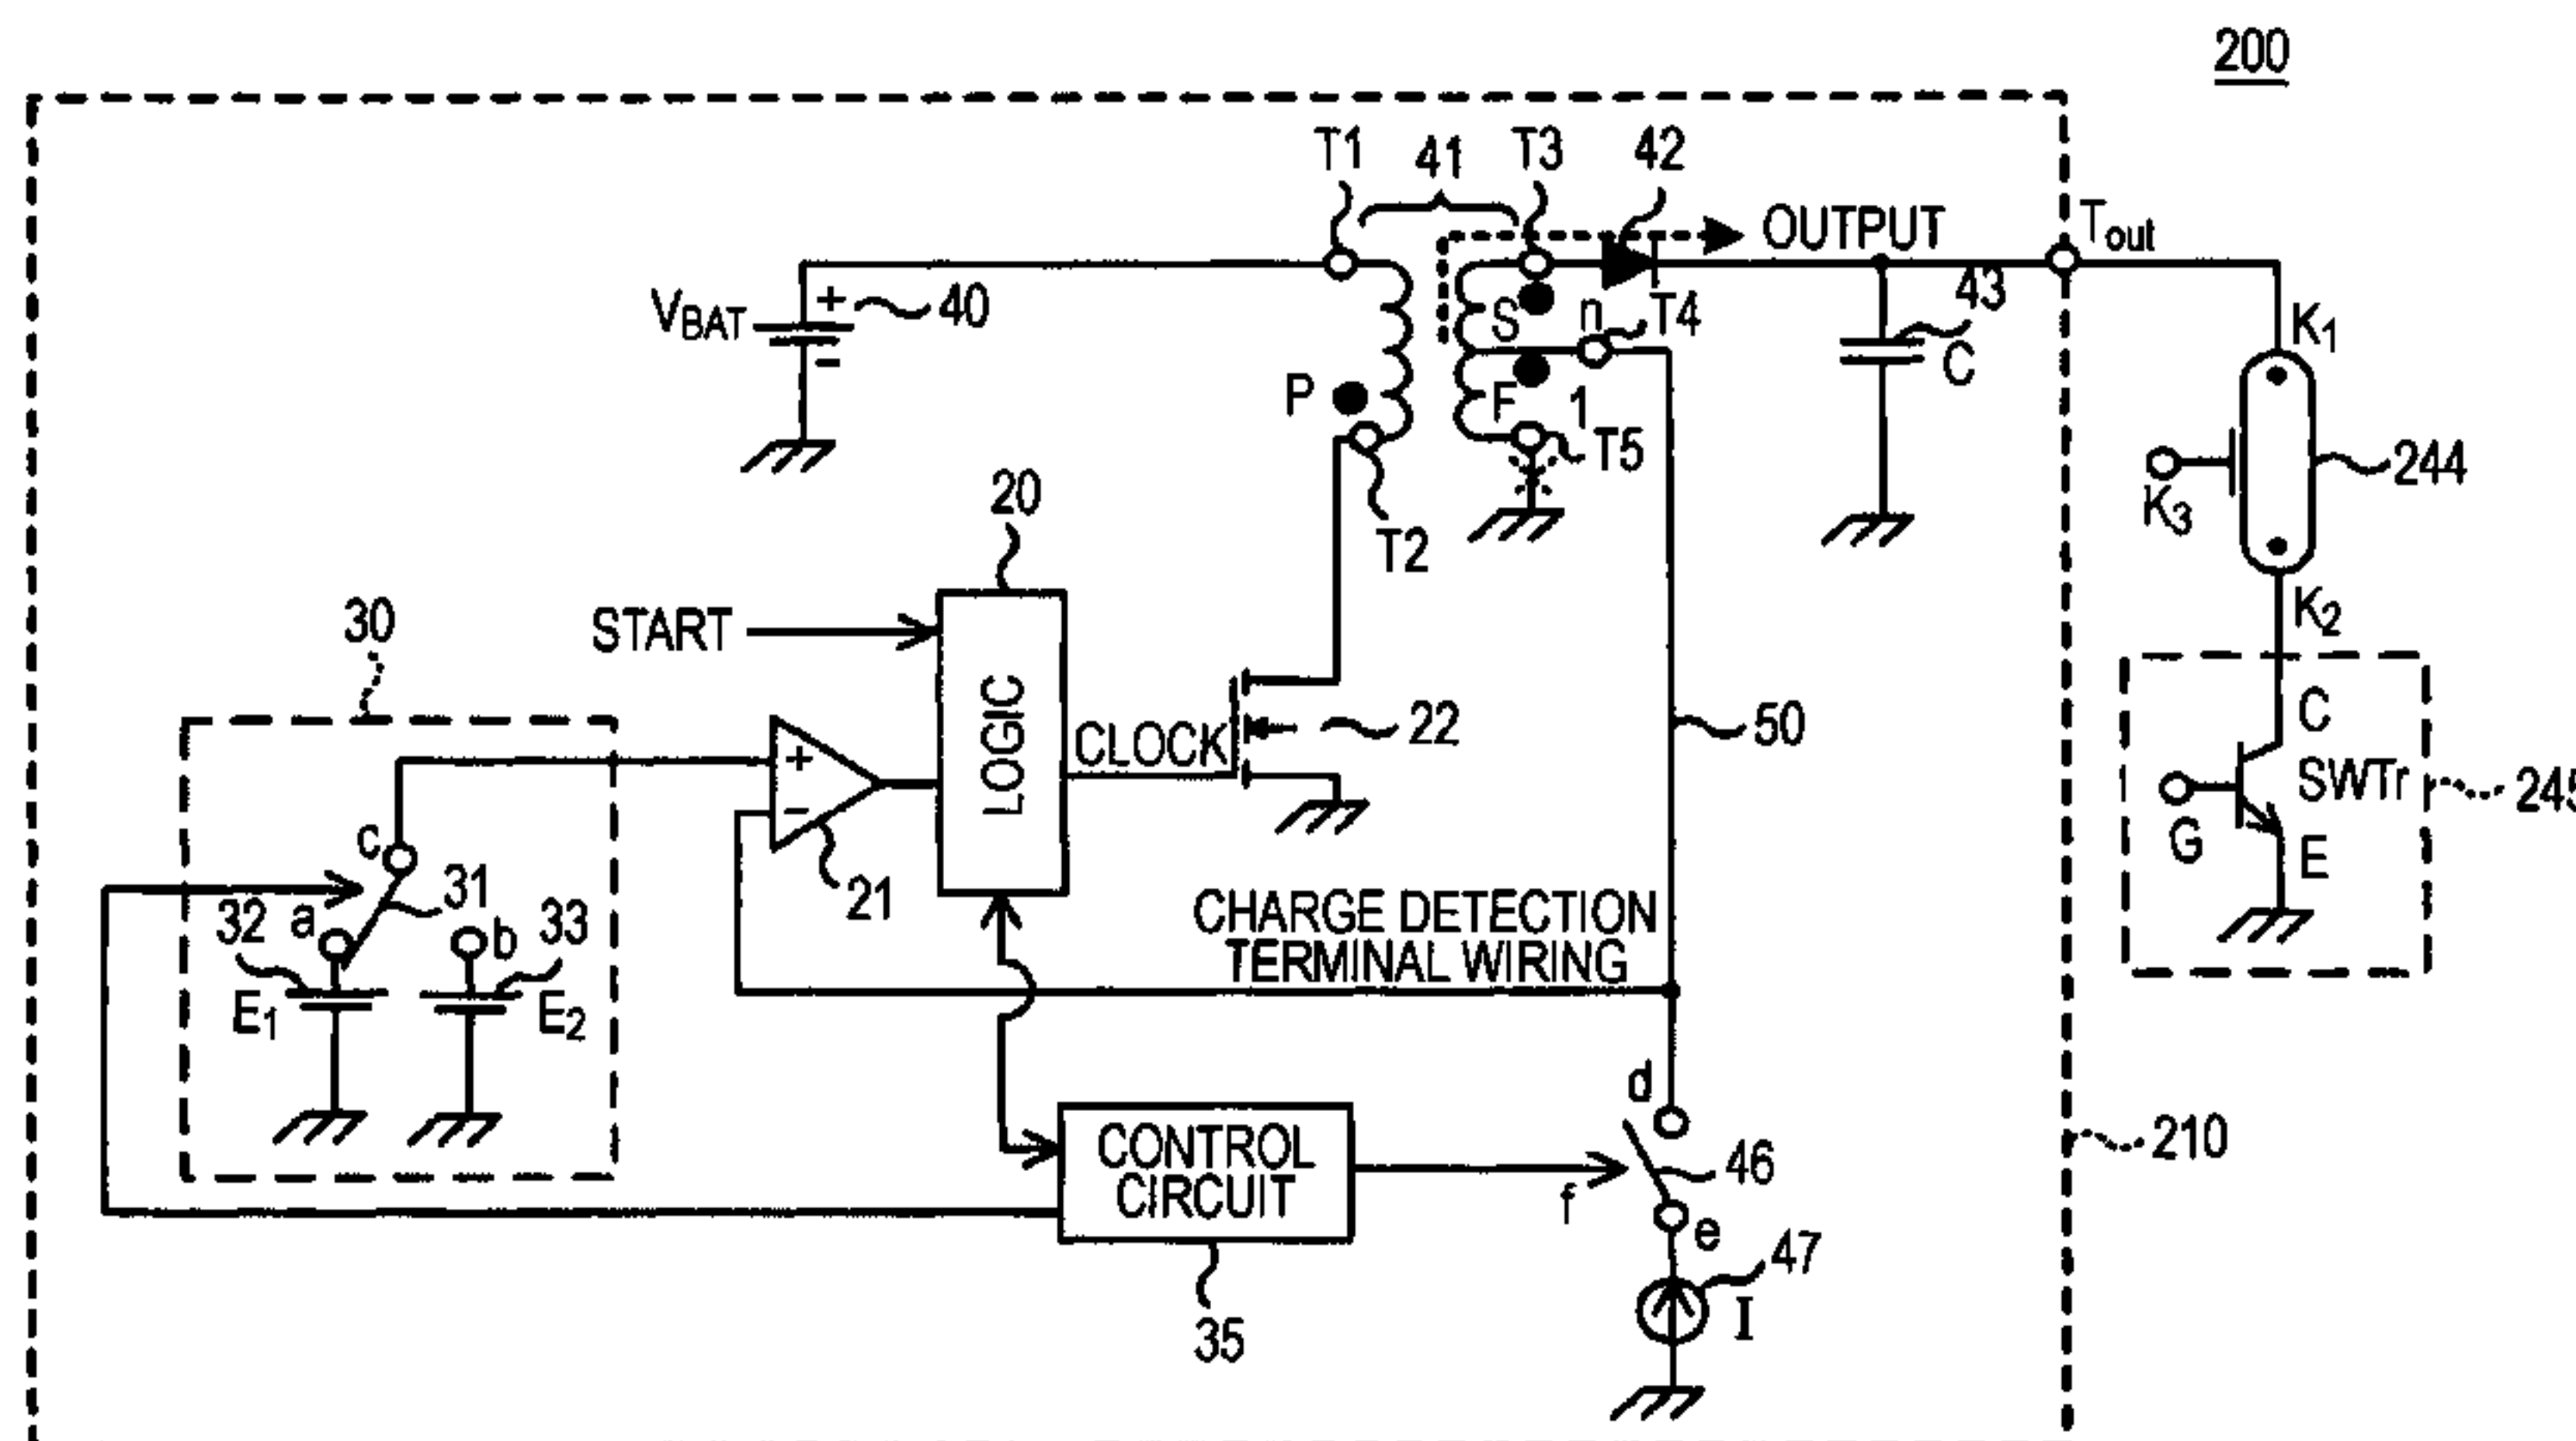 200
T1
41
T3
42
OUTPUT
Tout
VBAT
+
40
-
S
n
T4
43
C
K1
P
F
1
T5
T2
K3
244
20
K2
30
START
LOGIC
CLOCK
22
50
C
SWTr
G
E
+
-
21
c
31
32
a
b
33
E1
E2
CHARGE DETECTION
TERMINAL WIRING
d
CONTROL
CIRCUIT
46
f
e
210
47
I
35